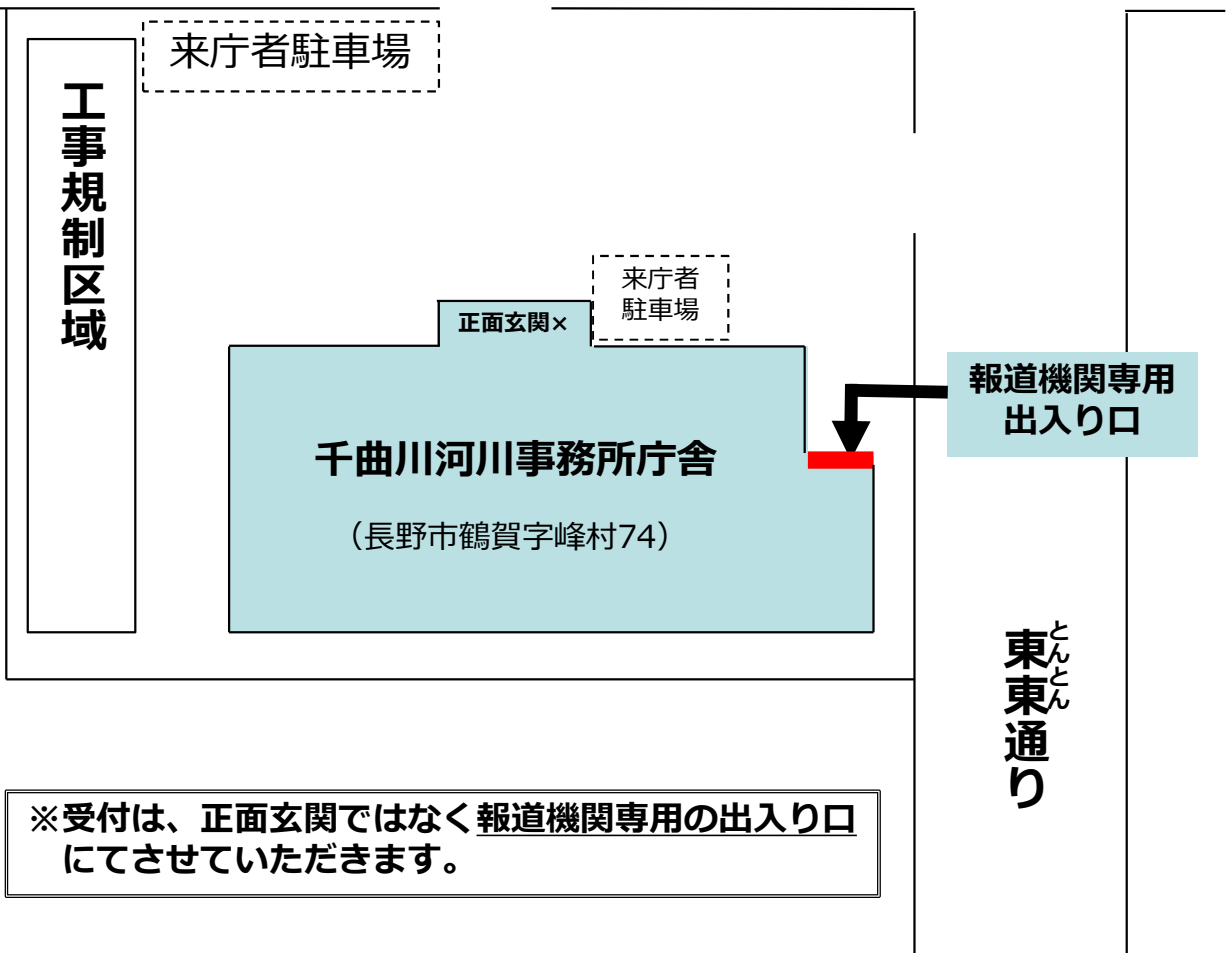 来庁者駐車場
工事規制区域
来庁者
駐車場
正面玄関×
報道機関専用
出入り口
千曲川河川事務所庁舎
（長野市鶴賀字峰村74）
とんとん
東東通り
※受付は、正面玄関ではなく報道機関専用の出入り口
にてさせていただきます。